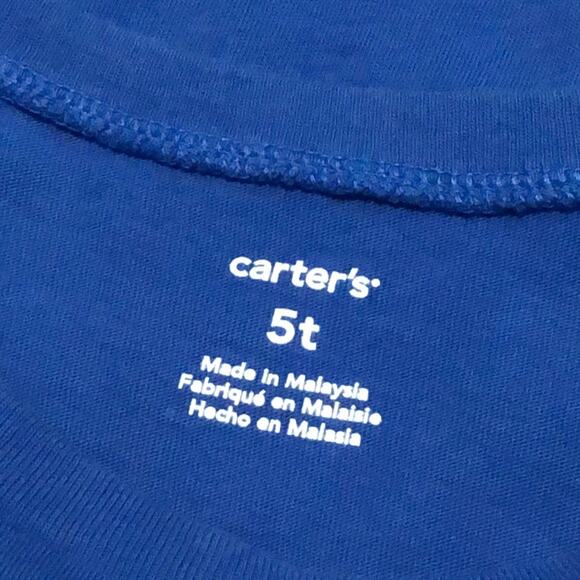 carter's
5t
Made in Malaysia
Fabriqué en Malaisie
Hecho en Malasia